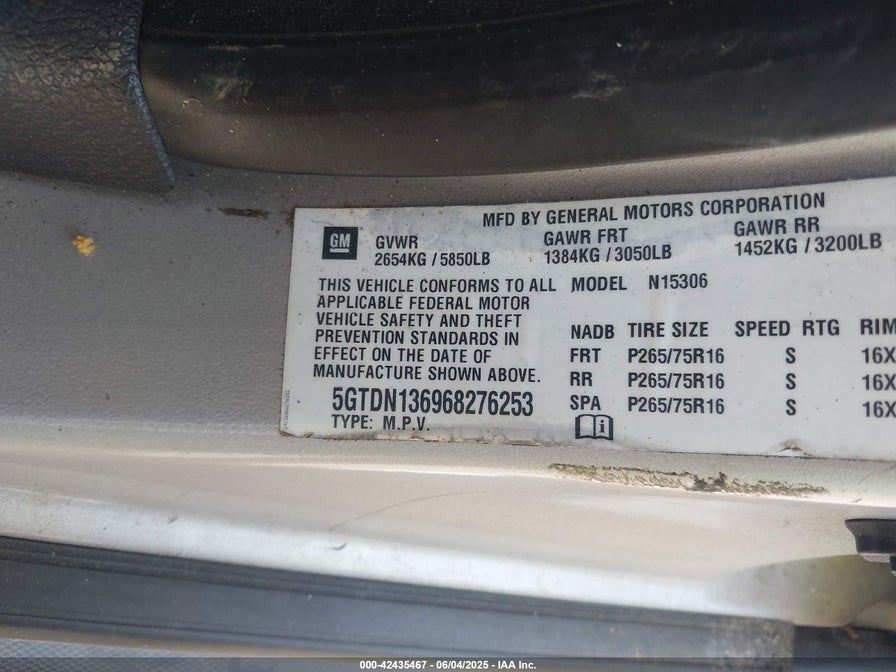 MFD BY GENERAL MOTORS CORPORATION
GM
GVWR GAWR FRT GAWR RR
2654KG / 5850LB 1384KG / 3050LB 1452KG / 3200LB
THIS VEHICLE CONFORMS TO ALL
APPLICABLE FEDERAL MOTOR
VEHICLE SAFETY AND THEFT
PREVENTION STANDARDS IN
EFFECT ON THE DATE OF
MANUFACTURE SHOWN ABOVE.
5GTDN136968276253
TYPE: M.P.V.
MODEL N15306
NADB TIRE SIZE SPEED RTG RIM
FRT P265/75R16 S 16X
RR P265/75R16 S 16X
SPA P265/75R16 S 16X
000-42435467 - 06/04/2025 - IAA Inc.